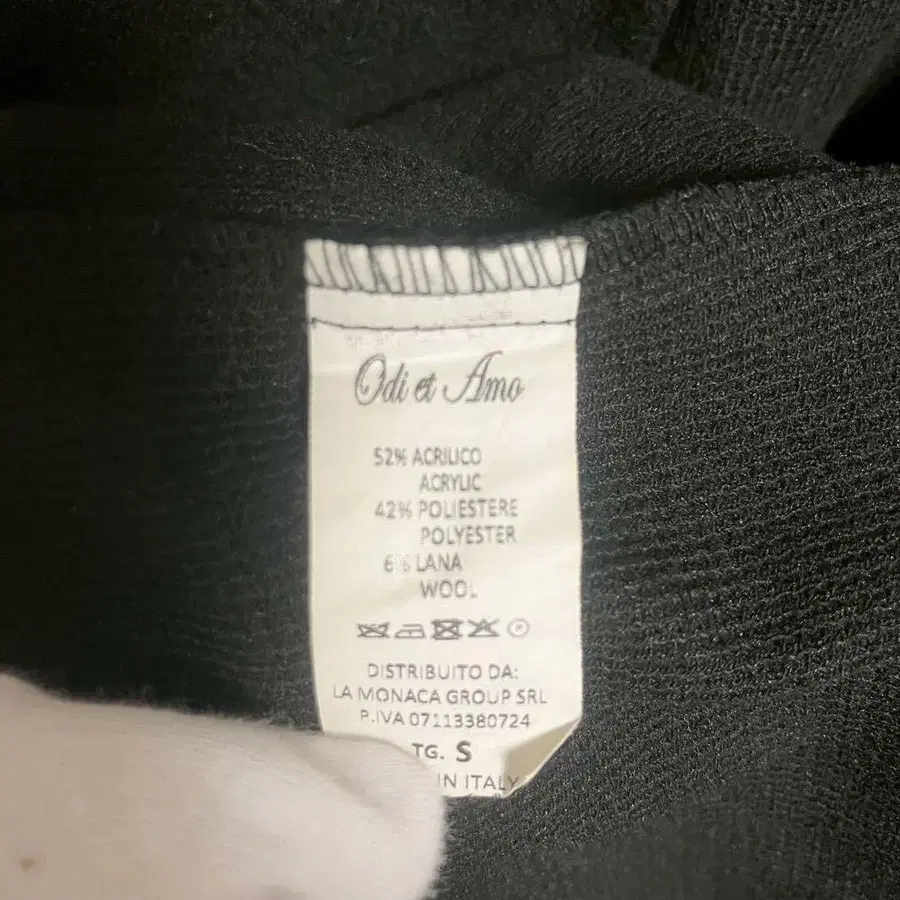 Odi et Amo
52% ACRILICO
ACRYLIC
42% POLIESTERE
POLYESTER
6% LANA
WOOL
DISTRIBUITO DA:
LA MONACA GROUP SRL
P.IVA 07113380724
TG. S
IN ITALY